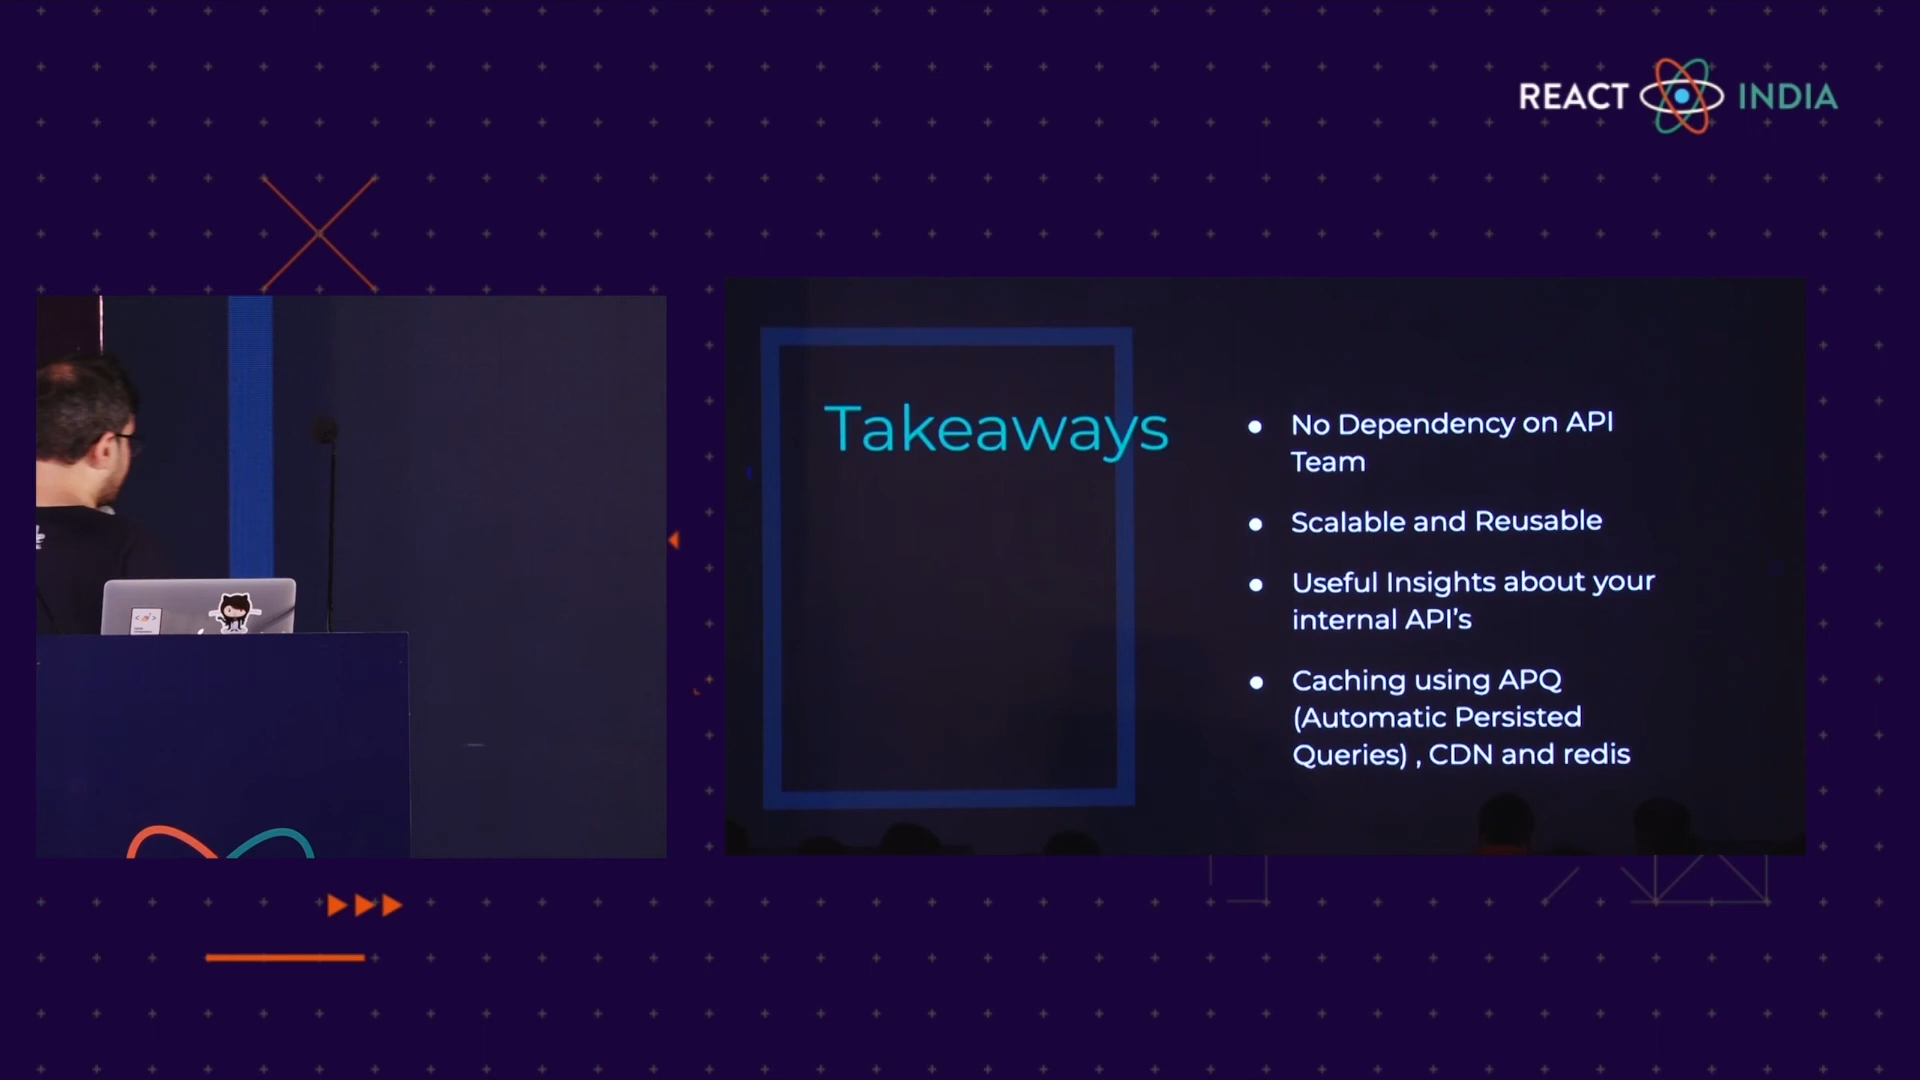 REACT INDIA
Takeaways
● No Dependency on API
Team
● Scalable and Reusable
● Useful Insights about your
internal API's
● Caching using APQ
(Automatic Persisted
Queries) , CDN and redis